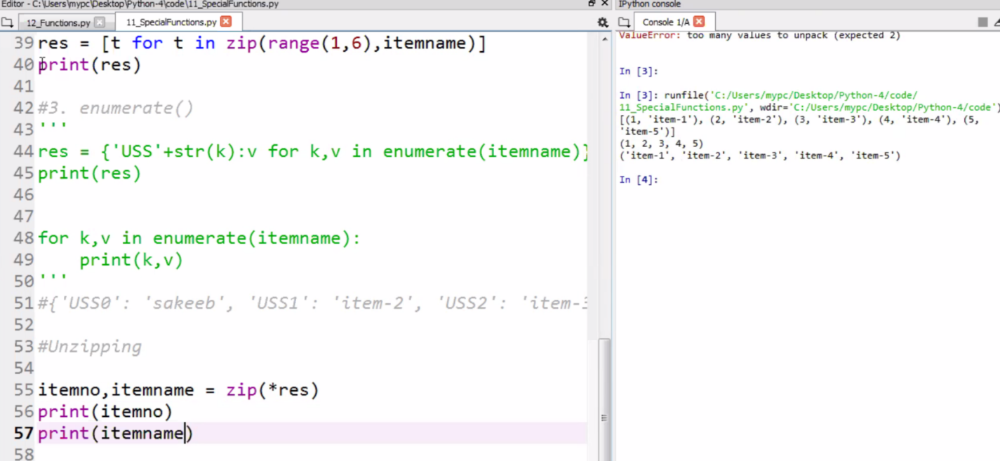 Editor - C:\Users\mypc\Desktop\Python-4\code\11_SpecialFunctions.py
12_Functions.py
11_SpecialFunctions.py
39 res = [t for t in zip(range(1,6),itemname)]
40 print(res)
41
42 #3. enumerate()
43 '''
44 res = {'USS'+str(k):v for k,v in enumerate(itemname)}
45 print(res)
46
47
48 for k,v in enumerate(itemname):
49     print(k,v)
50 '''
51 #{'USS0': 'sakeeb', 'USS1': 'item-2', 'USS2': 'item-3
52
53 #Unzipping
54
55 itemno,itemname = zip(*res)
56 print(itemno)
57 print(itemname)
58
IPython console
Console 1/A
ValueError: too many values to unpack (expected 2)
In [3]:
In [3]: runfile('C:/Users/mypc/Desktop/Python-4/code/
11_SpecialFunctions.py', wdir='C:/Users/mypc/Desktop/Python-4/code')
[(1, 'item-1'), (2, 'item-2'), (3, 'item-3'), (4, 'item-4'), (5,
'item-5')]
(1, 2, 3, 4, 5)
('item-1', 'item-2', 'item-3', 'item-4', 'item-5')
In [4]: